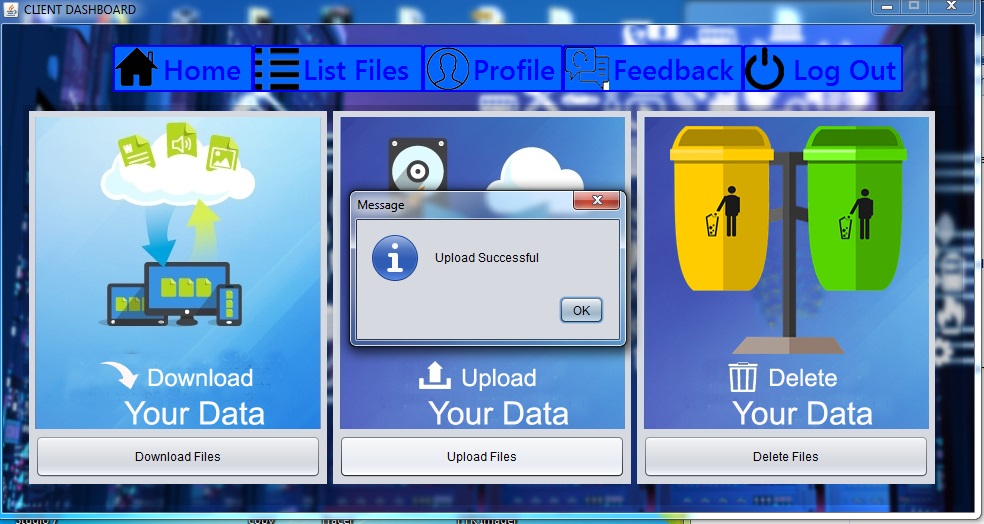 CLIENT DASHBOARD
Home List Files Profile Feedback Log Out
Message
Upload Successful
OK
Download
Your Data
Upload
Your Data
Delete
Your Data
Download Files
Upload Files
Delete Files